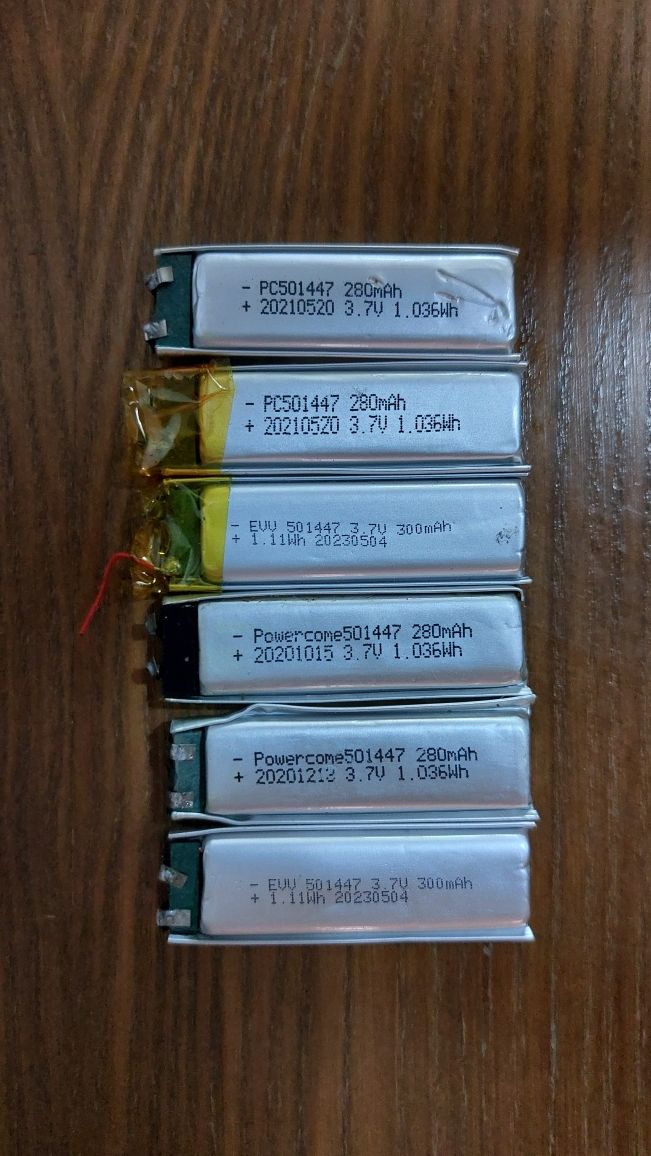 - PC501447 280mAh
+ 20210520 3.7V 1.036Wh
- PC501447 280mAh
+ 20210520 3.7V 1.036Wh
- EVV 501447 3.7V 300mAh
+ 1.11Wh 20230504
- Powercome501447 280mAh
+ 20201015 3.7V 1.036Wh
- Powercome501447 280mAh
+ 20201213 3.7V 1.036Wh
- EVV 501447 3.7V 300mAh
+ 1.11Wh 20230504